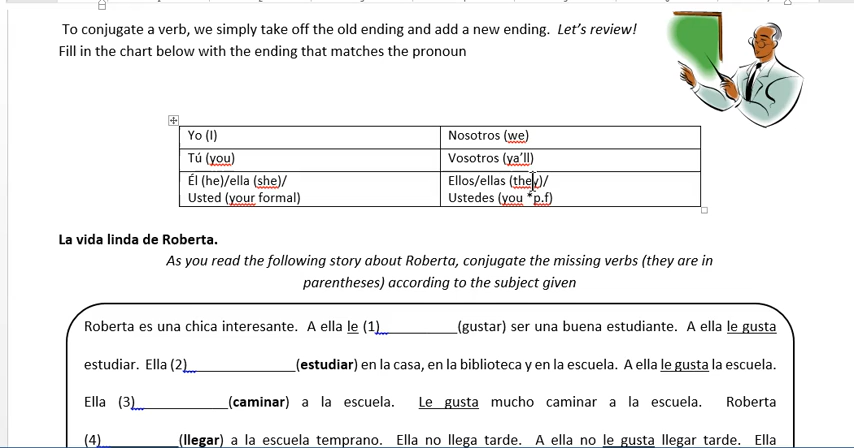 To conjugate a verb, we simply take off the old ending and add a new ending. Let's review!
Fill in the chart below with the ending that matches the pronoun
Yo (I)
Nosotros (we)
Tú (you)
Vosotros (ya'll)
Él (he)/ella (she)/
Usted (your formal)
Ellos/ellas (they)/
Ustedes (you *p.f)
La vida linda de Roberta.
As you read the following story about Roberta, conjugate the missing verbs (they are in
parentheses) according to the subject given
Roberta es una chica interesante. A ella le (1)___________(gustar) ser una buena estudiante. A ella le gusta
estudiar. Ella (2)________________(estudiar) en la casa, en la biblioteca y en la escuela. A ella le gusta la escuela.
Ella (3)______________(caminar) a la escuela. Le gusta mucho caminar a la escuela. Roberta
(4)____________(llegar) a la escuela temprano. Ella no llega tarde. A ella no le gusta llegar tarde. Ella